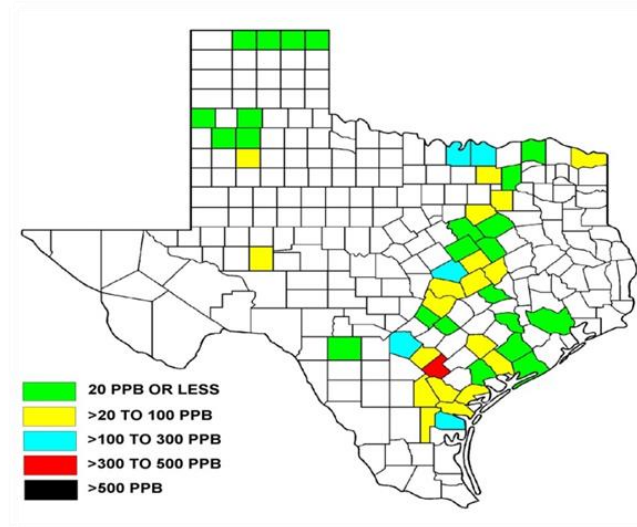 20 PPB OR LESS
>20 TO 100 PPB
>100 TO 300 PPB
>300 TO 500 PPB
>500 PPB